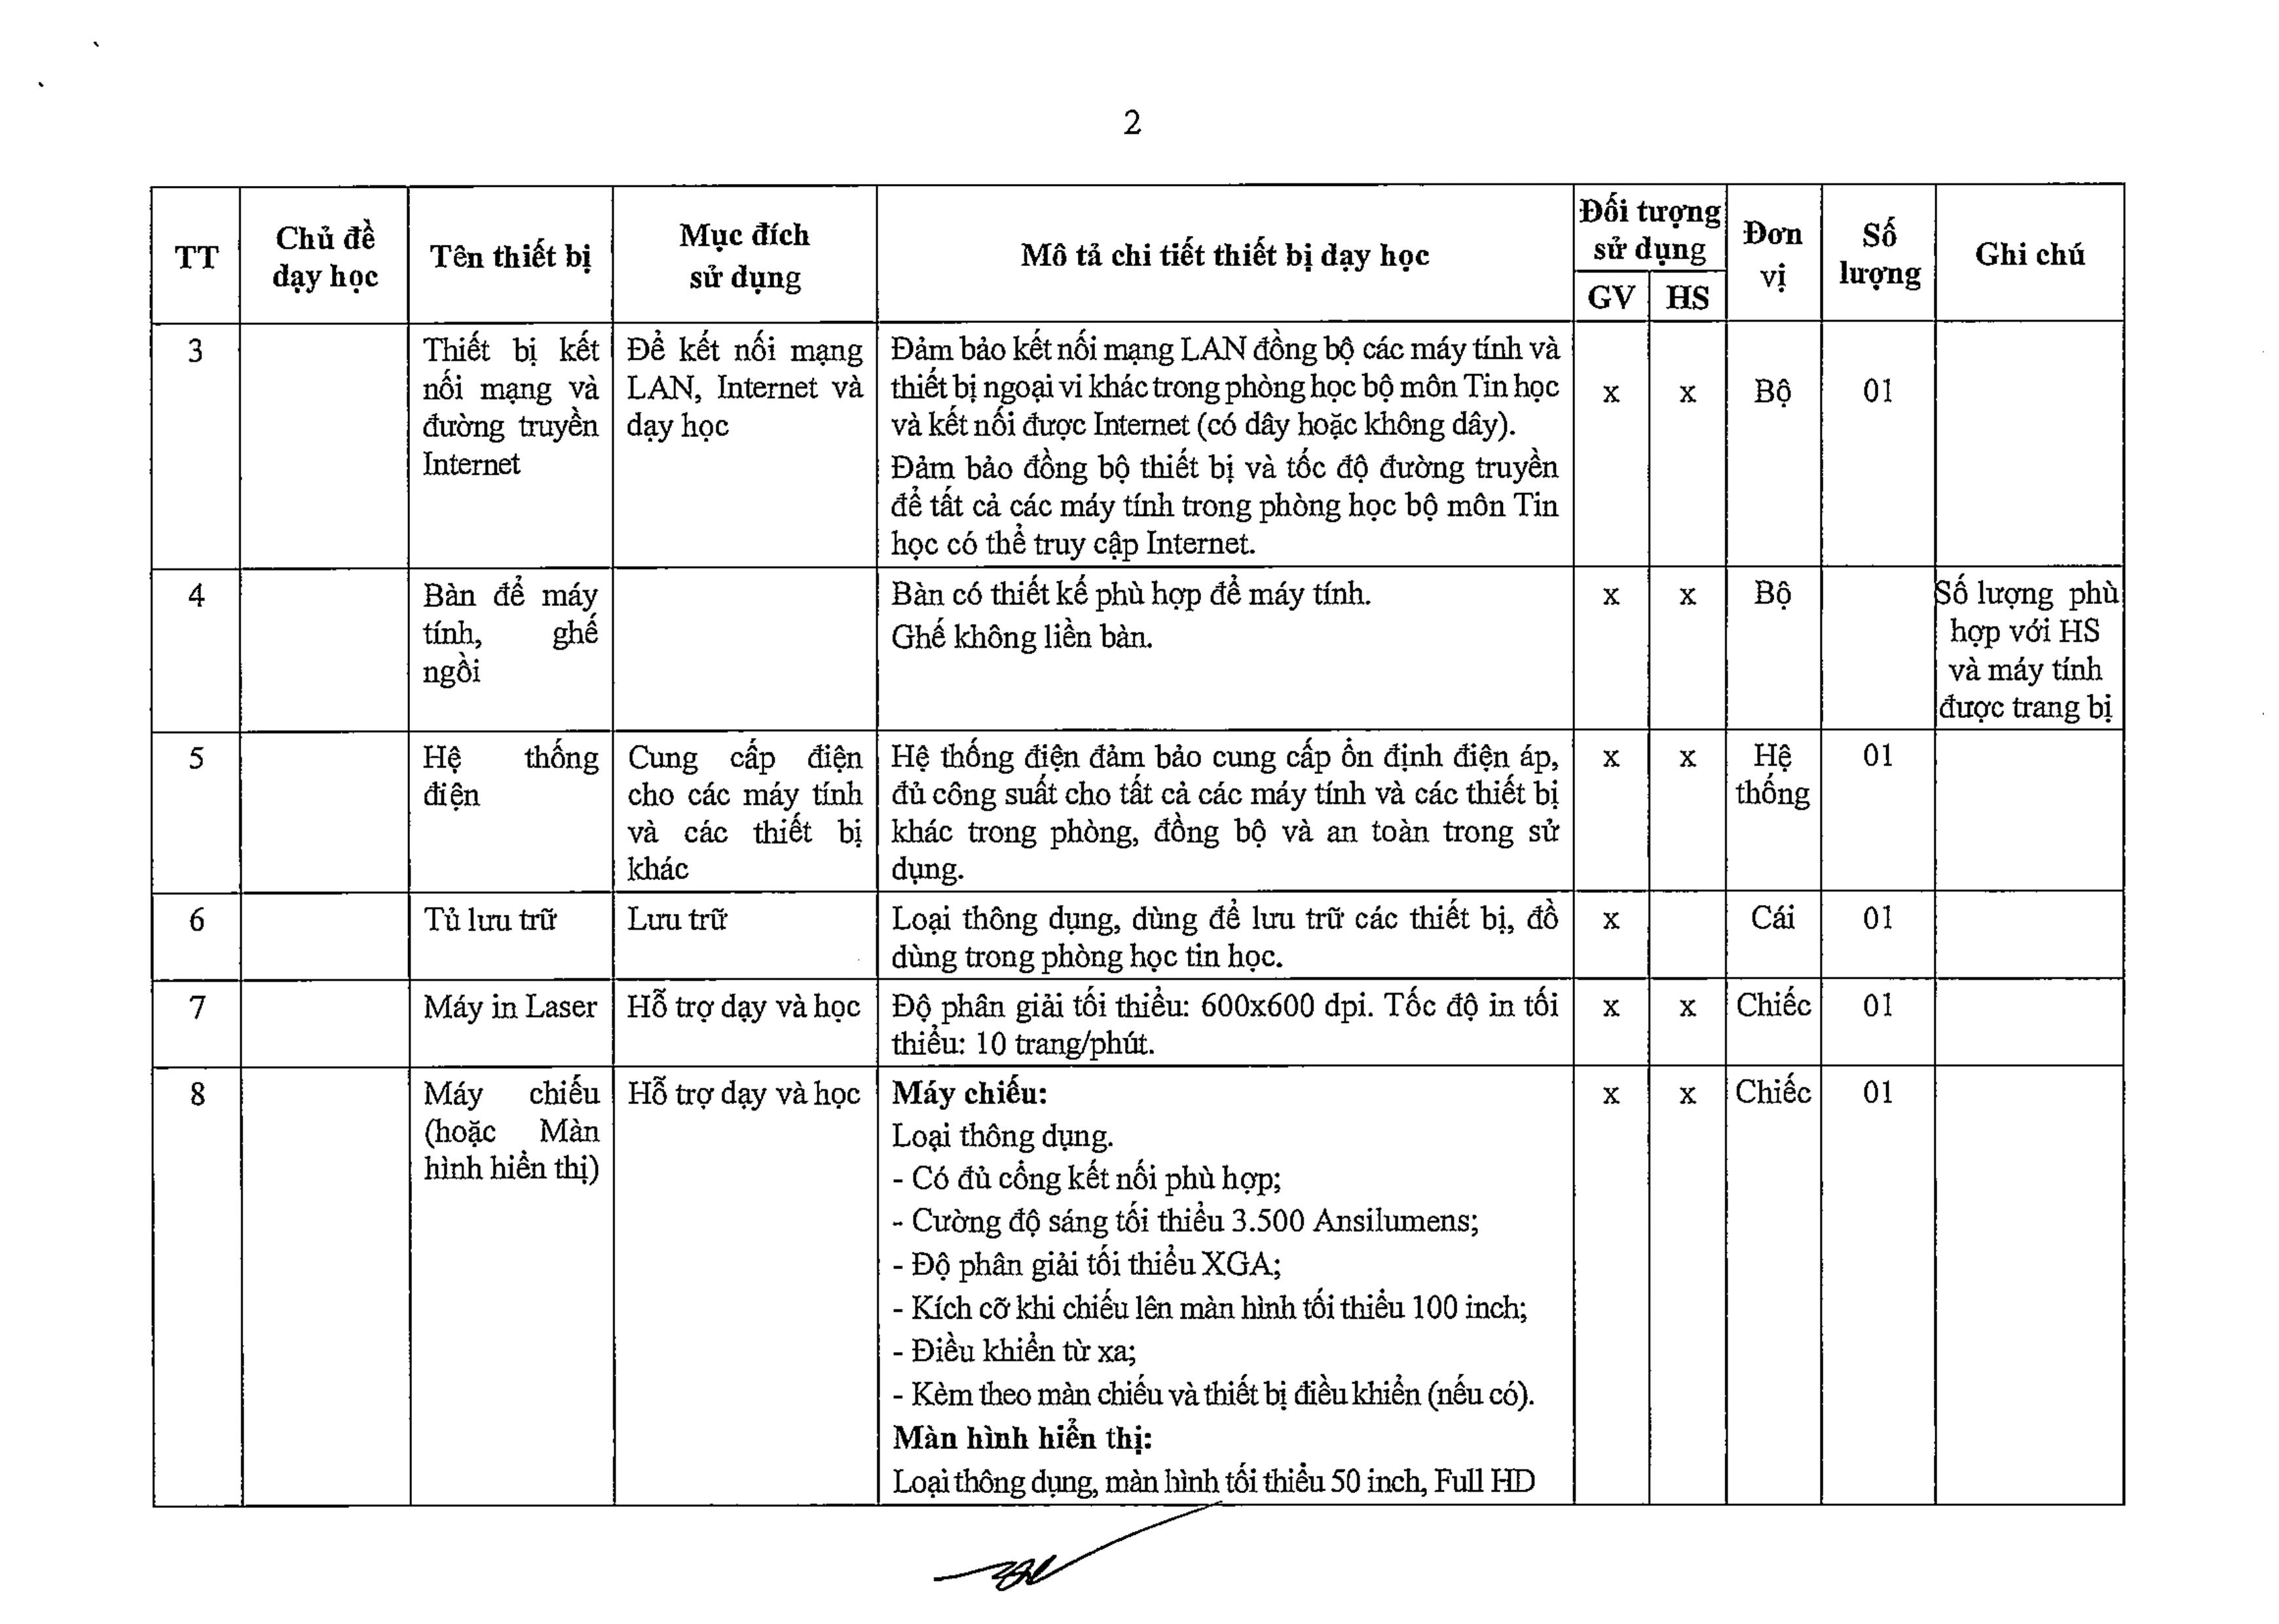 2
TT
Chủ đề
dạy học
Tên thiết bị
Mục đích
sử dụng
Mô tả chi tiết thiết bị dạy học
Đối tượng
sử dụng
GV
HS
Đơn
vị
Số
lượng
Ghi chú
3
Thiết bị kết
nối mạng và
đường truyền
Internet
Để kết nối mạng
LAN, Internet và
dạy học
Đảm bảo kết nối mạng LAN đồng bộ các máy tính và
thiết bị ngoại vi khác trong phòng học bộ môn Tin học
và kết nối được Internet (có dây hoặc không dây).
Đảm bảo đồng bộ thiết bị và tốc độ đường truyền
để tất cả các máy tính trong phòng học bộ môn Tin
học có thể truy cập Internet.
x
x
Bộ
01
4
Bàn để máy
tính, ghế
ngồi
Bàn có thiết kế phù hợp để máy tính.
Ghế không liền bàn.
x
x
Bộ
Số lượng phù
hợp với HS
và máy tính
được trang bị
5
Hệ thống
điện
Cung cấp điện
cho các máy tính
và các thiết bị
khác
Hệ thống điện đảm bảo cung cấp ổn định điện áp,
đủ công suất cho tất cả các máy tính và các thiết bị
khác trong phòng, đồng bộ và an toàn trong sử
dụng.
x
x
Hệ
thống
01
6
Tủ lưu trữ
Lưu trữ
Loại thông dụng, dùng để lưu trữ các thiết bị, đồ
dùng trong phòng học tin học.
x
Cái
01
7
Máy in Laser
Hỗ trợ dạy và học
Độ phân giải tối thiểu: 600x600 dpi. Tốc độ in tối
thiểu: 10 trang/phút.
x
x
Chiếc
01
8
Máy chiếu
(hoặc Màn
hình hiển thị)
Hỗ trợ dạy và học
Máy chiếu:
Loại thông dụng.
- Có đủ cổng kết nối phù hợp;
- Cường độ sáng tối thiểu 3.500 Ansilumens;
- Độ phân giải tối thiểu XGA;
- Kích cỡ khi chiếu lên màn hình tối thiểu 100 inch;
- Điều khiển từ xa;
- Kèm theo màn chiếu và thiết bị điều khiển (nếu có).
Màn hình hiển thị:
Loại thông dụng, màn hình tối thiểu 50 inch, Full HD
x
x
Chiếc
01